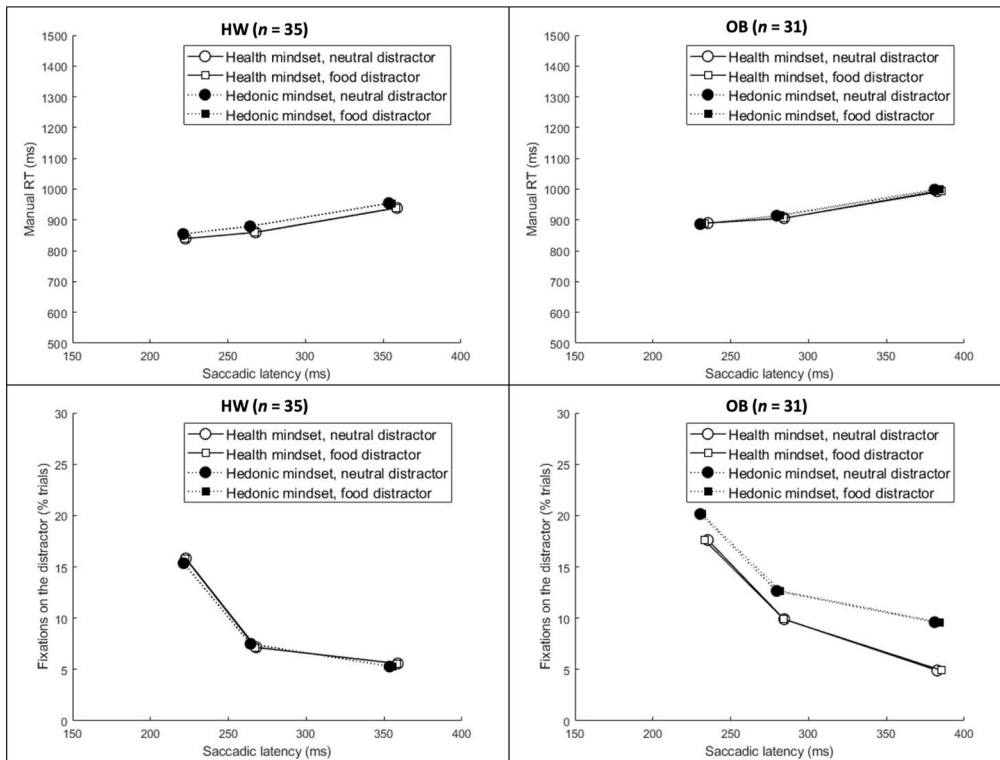 HW (n = 35)
1500
1400
1300
1200
1100
1000
900
800
700
600
500
Manual RT (ms)
Health mindset, neutral distractor
Health mindset, food distractor
Hedonic mindset, neutral distractor
Hedonic mindset, food distractor
150 200 250 300 350 400
Saccadic latency (ms)
OB (n = 31)
1500
1400
1300
1200
1100
1000
900
800
700
600
500
Manual RT (ms)
Health mindset, neutral distractor
Health mindset, food distractor
Hedonic mindset, neutral distractor
Hedonic mindset, food distractor
150 200 250 300 350 400
Saccadic latency (ms)
HW (n = 35)
30
25
20
15
10
5
0
Fixations on the distractor (% trials)
Health mindset, neutral distractor
Health mindset, food distractor
Hedonic mindset, neutral distractor
Hedonic mindset, food distractor
150 200 250 300 350 400
Saccadic latency (ms)
OB (n = 31)
30
25
20
15
10
5
0
Fixations on the distractor (% trials)
Health mindset, neutral distractor
Health mindset, food distractor
Hedonic mindset, neutral distractor
Hedonic mindset, food distractor
150 200 250 300 350 400
Saccadic latency (ms)